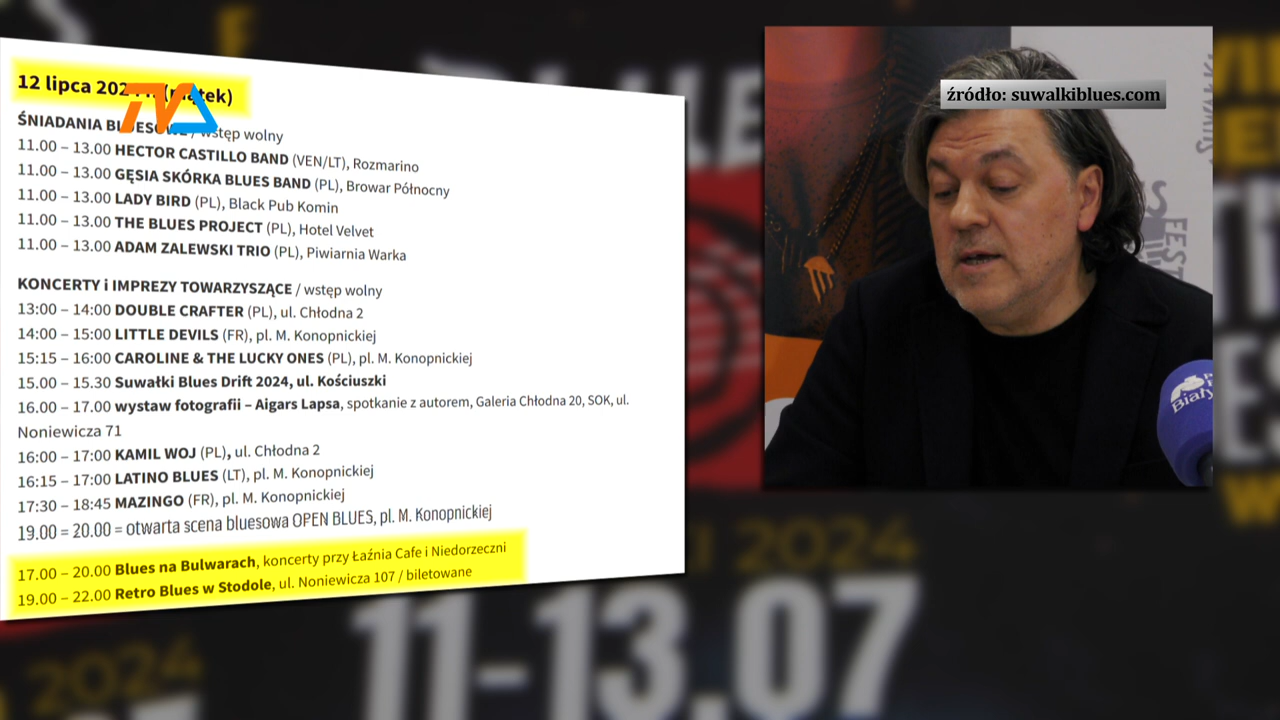 12 lipca 2024 r. (piątek)
ŚNIADANIA BLUESOWE / wstęp wolny
11.00 – 13.00 HECTOR CASTILLO BAND (VEN/LT), Rozmarino
11.00 – 13.00 GĘSIA SKÓRKA BLUES BAND (PL), Browar Północny
11.00 – 13.00 LADY BIRD (PL), Black Pub Komin
11.00 – 13.00 THE BLUES PROJECT (PL), Hotel Velvet
11.00 – 13.00 ADAM ZALEWSKI TRIO (PL), Piwiarnia Warka
KONCERTY i IMPREZY TOWARZYSZĄCE / wstęp wolny
13:00 – 14:00 DOUBLE CRAFTER (PL), ul. Chłodna 2
14:00 – 15:00 LITTLE DEVILS (FR), pl. M. Konopnickiej
15:15 – 16:00 CAROLINE & THE LUCKY ONES (PL), pl. M. Konopnickiej
15.00 – 15.30 Suwałki Blues Drift 2024, ul. Kościuszki
16.00 – 17.00 wystaw fotografii – Aigars Lapsa, spotkanie z autorem, Galeria Chłodna 20, SOK, ul.
Noniewicza 71
16:00 – 17:00 KAMIL WOJ (PL), ul. Chłodna 2
16:15 – 17:00 LATINO BLUES (LT), pl. M. Konopnickiej
17:30 – 18:45 MAZINGO (FR), pl. M. Konopnickiej
19.00 = 20.00 = otwarta scena bluesowa OPEN BLUES, pl. M. Konopnickiej
17.00 – 20.00 Blues na Bulwarach, koncerty przy Łaźnia Cafe i Niedorzeczni
19.00 – 22.00 Retro Blues w Stodole, ul. Noniewicza 107 / biletowane
źródło: suwalkiblues.com
2024
11-13.07
2024